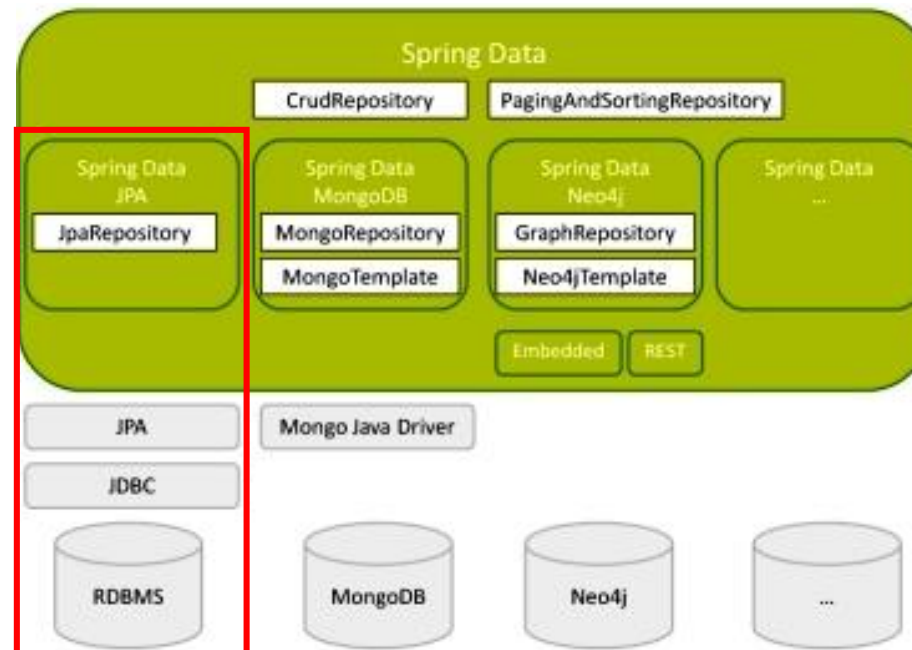 Spring Data
CrudRepository
PagingAndSortingRepository
Spring Data
JPA
JpaRepository
Spring Data
MongoDB
MongoRepository
MongoTemplate
Spring Data
Neo4j
GraphRepository
Neo4jTemplate
Spring Data
...
Embedded
REST
JPA
Mongo Java Driver
JDBC
RDBMS
MongoDB
Neo4j
...